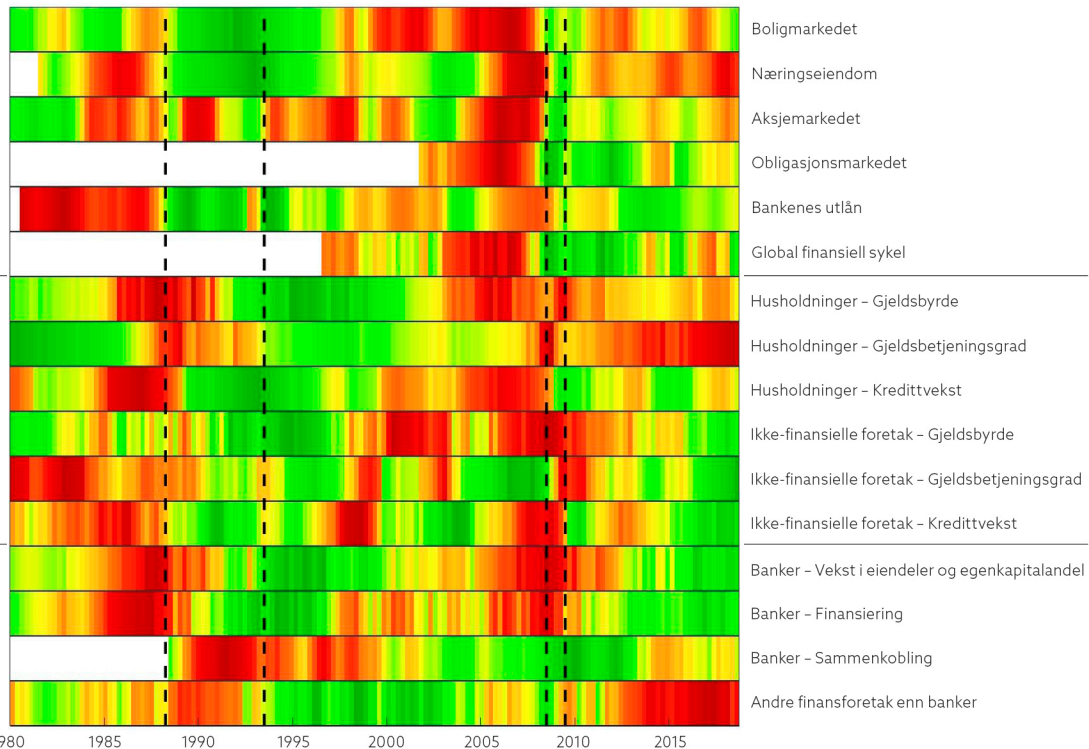 Boligmarkedet
Næringseiendom
Aksjemarkedet
Obligasjonsmarkedet
Bankenes utlån
Global finansiell sykel
Husholdninger – Gjeldsbyrde
Husholdninger – Gjeldsbetjeningsgrad
Husholdninger – Kredittvekst
Ikke-finansielle foretak – Gjeldsbyrde
Ikke-finansielle foretak – Gjeldsbetjeningsgrad
Ikke-finansielle foretak – Kredittvekst
Banker – Vekst i eiendeler og egenkapitalandel
Banker – Finansiering
Banker – Sammenkobling
Andre finansforetak enn banker
980 1985 1990 1995 2000 2005 2010 2015